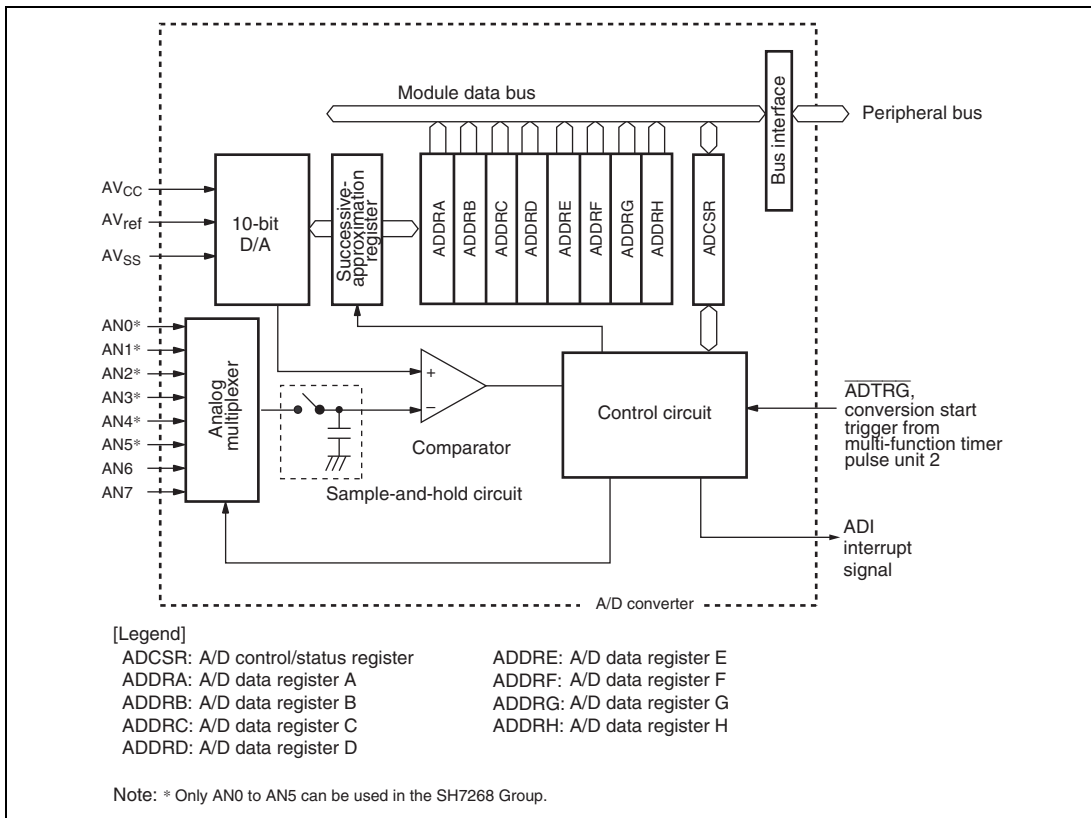 Module data bus
Bus interface
Peripheral bus
AVCC
AVref
AVSS
10-bit
D/A
Successive-
approximation
register
ADDRA
ADDRB
ADDRC
ADDRD
ADDRE
ADDRF
ADDRG
ADDRH
ADCSR
AN0*
AN1*
AN2*
AN3*
AN4*
AN5*
AN6
AN7
Analog
multiplexer
+
−
Comparator
Sample-and-hold circuit
Control circuit
ADTRG,
conversion start
trigger from
multi-function timer
pulse unit 2
ADI
interrupt
signal
A/D converter
[Legend]
ADCSR: A/D control/status register
ADDRA: A/D data register A
ADDRB: A/D data register B
ADDRC: A/D data register C
ADDRD: A/D data register D
ADDRE: A/D data register E
ADDRF: A/D data register F
ADDRG: A/D data register G
ADDRH: A/D data register H
Note: * Only AN0 to AN5 can be used in the SH7268 Group.